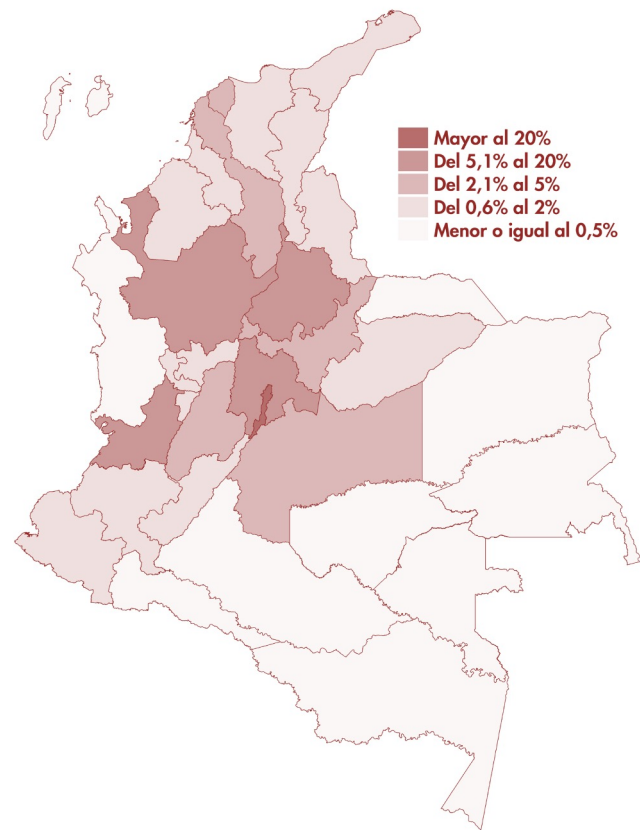 Mayor al 20%
Del 5,1% al 20%
Del 2,1% al 5%
Del 0,6% al 2%
Menor o igual al 0,5%